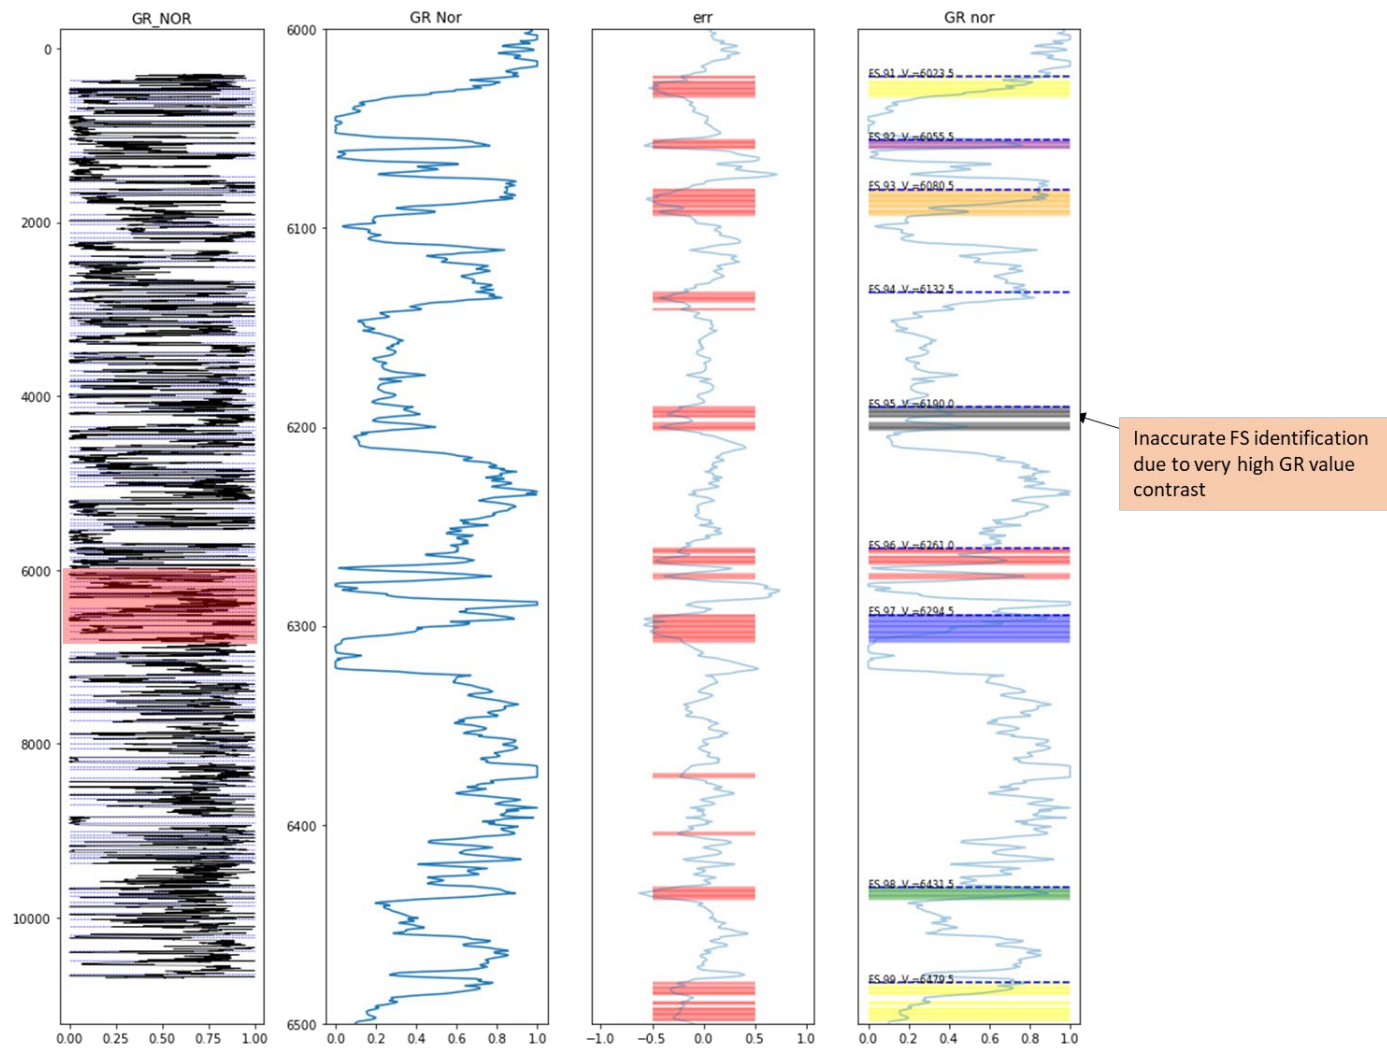 GR_NOR
GR Nor
err
GR nor
0
2000
4000
6000
8000
10000
0.00 0.25 0.50 0.75 1.00
6000
6100
6200
6300
6400
6500
0.0 0.2 0.4 0.6 0.8 1.0
−1.0 −0.5 0.0 0.5 1.0
FS 91 V =6023.5
FS 92 V =6055.5
FS 93 V =6080.5
FS 94 V =6132.5
FS 95 V =6190.0
FS 96 V =6261.0
FS 97 V =6294.5
FS 98 V =6431.5
FS 99 V =6479.5
0.0 0.2 0.4 0.6 0.8 1.0
Inaccurate FS identification
due to very high GR value
contrast